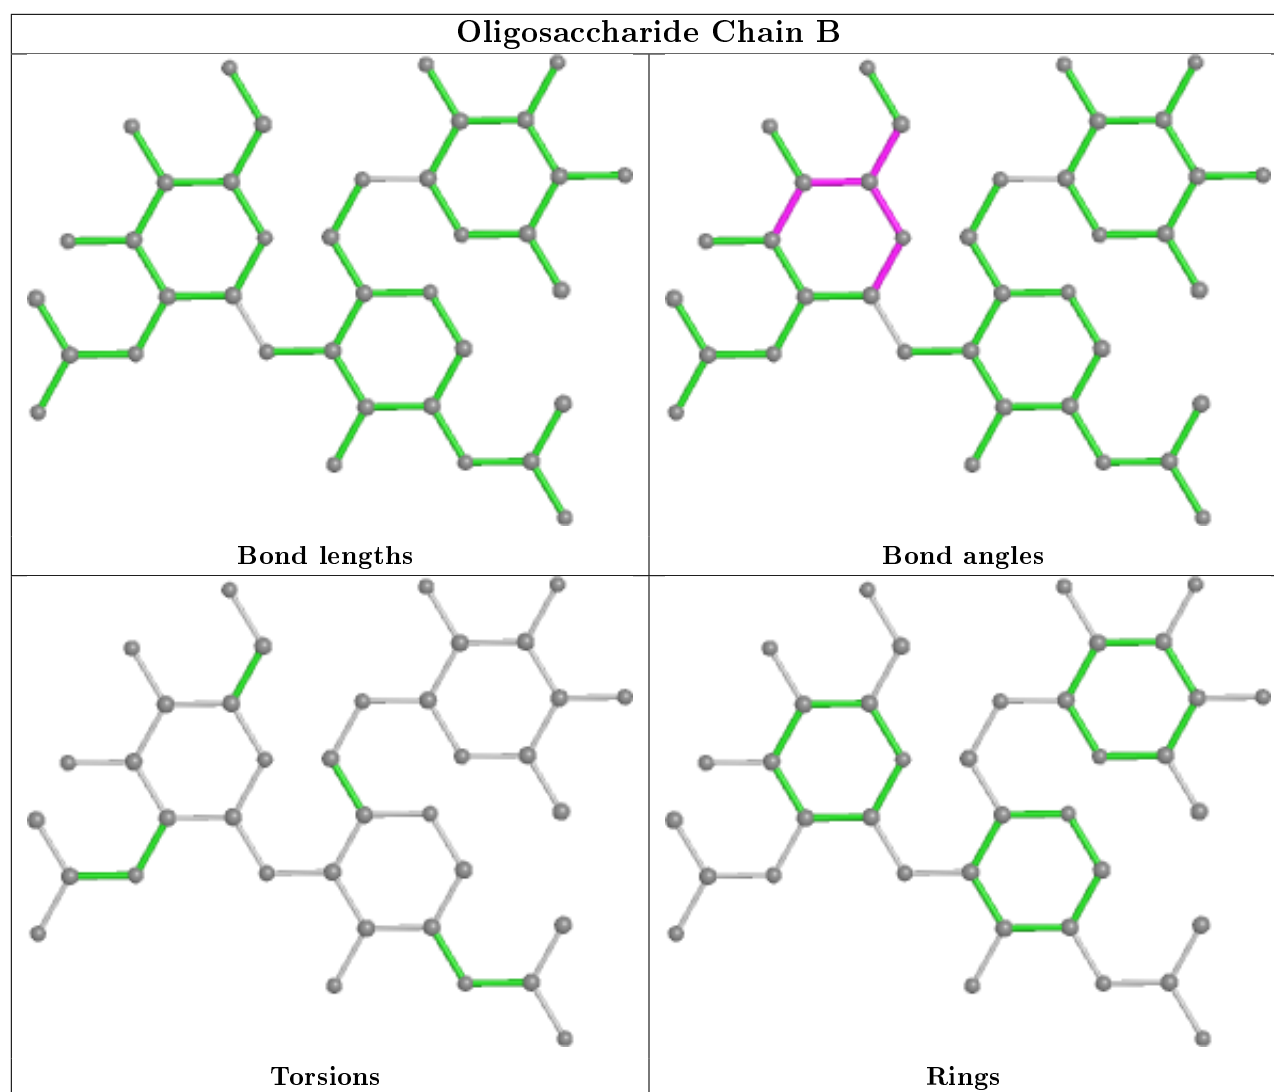 Oligosaccharide Chain B
Bond lengths
Bond angles
Torsions
Rings